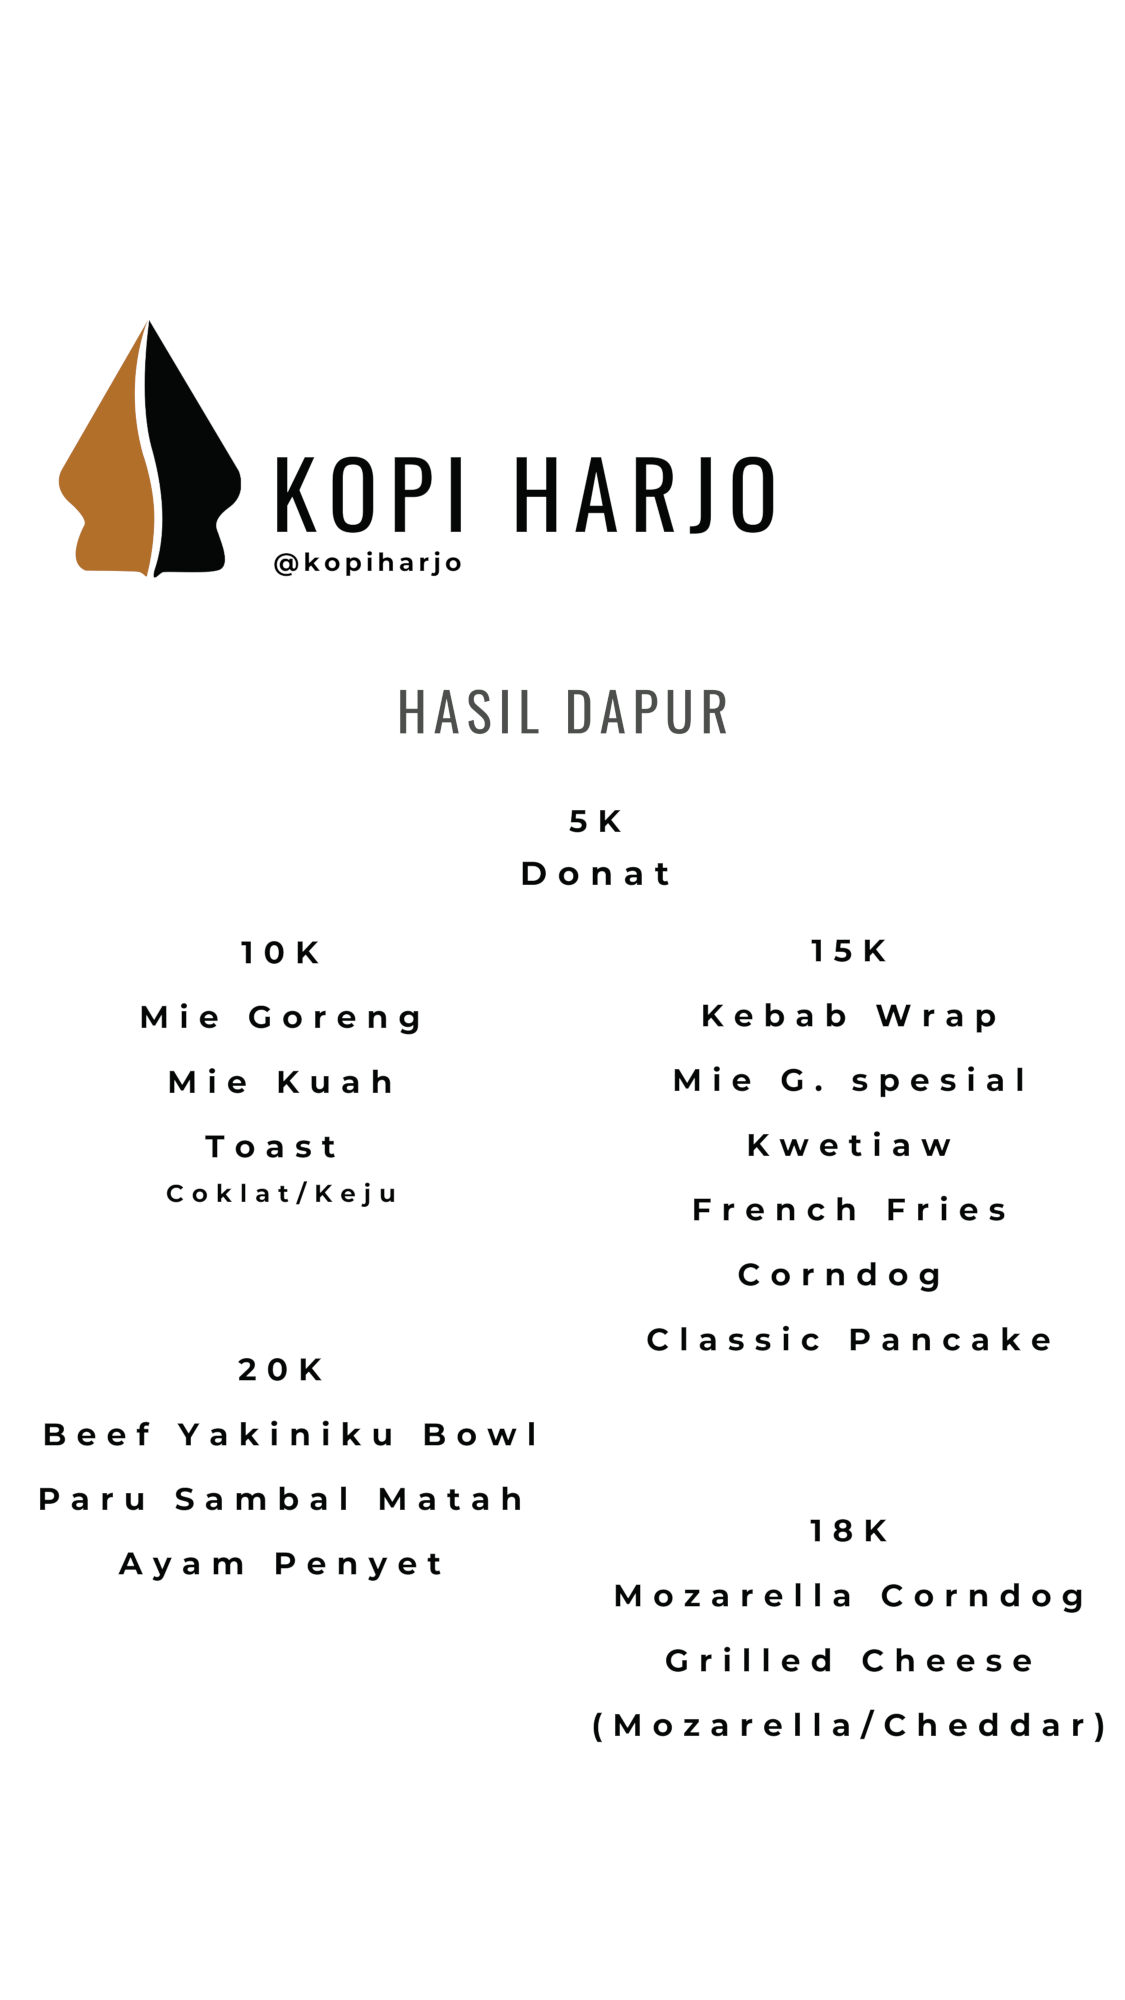 KOPI HARJO
@kopiharjo
HASIL DAPUR
5K
Donat
10K
Mie Goreng
Mie Kuah
Toast
Coklat/Keju
15K
Kebab Wrap
Mie G. spesial
Kwetiaw
French Fries
Corndog
Classic Pancake
20K
Beef Yakiniku Bowl
Paru Sambal Matah
Ayam Penyet
18K
Mozarella Corndog
Grilled Cheese
(Mozarella/Cheddar)